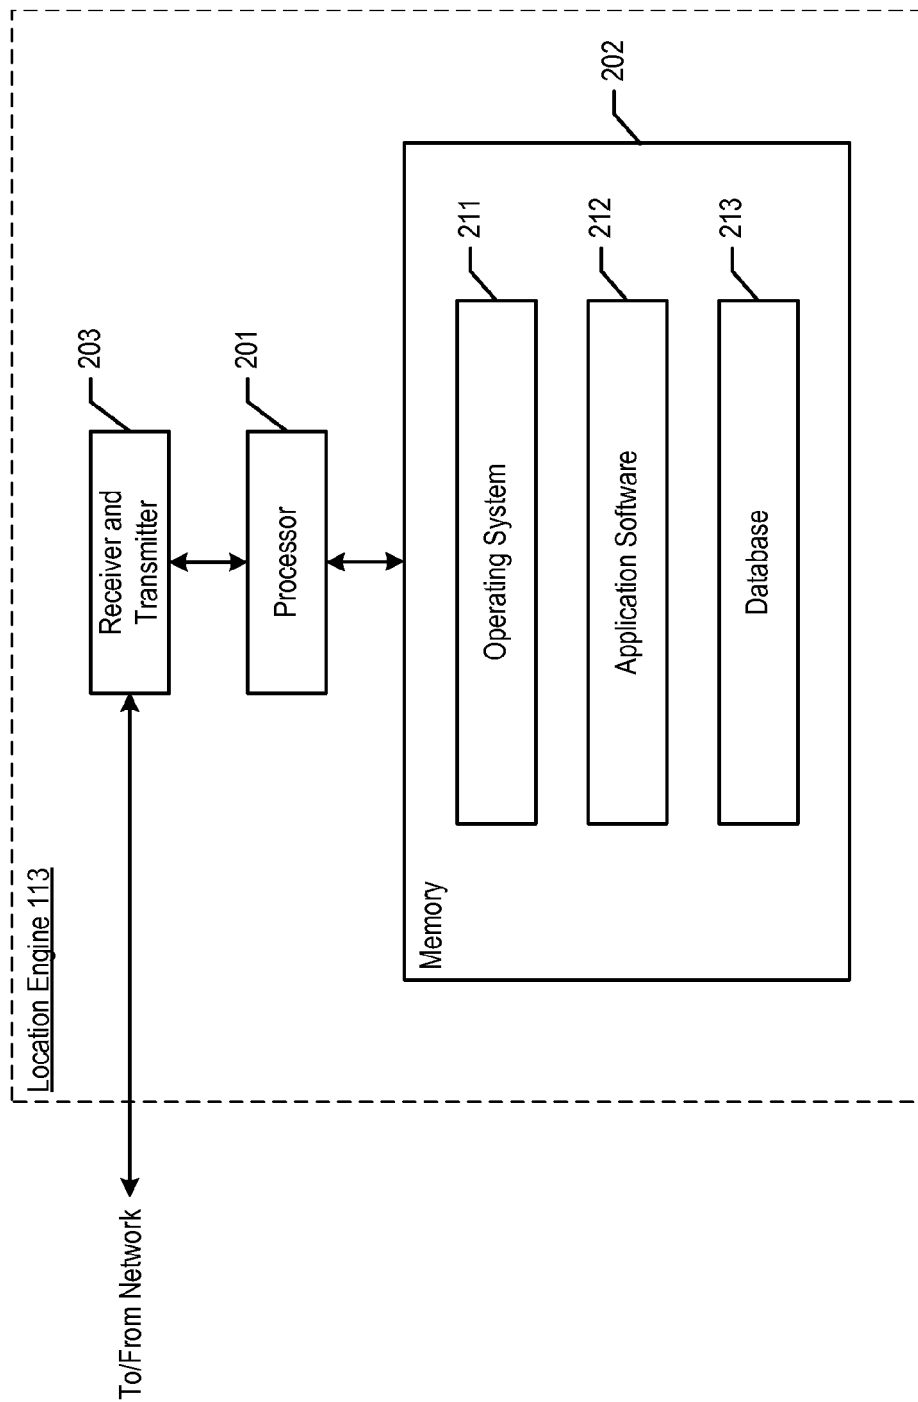 Location Engine 113
To/From Network
Receiver and
Transmitter
203
Processor
201
Memory
202
Operating System
211
Application Software
212
Database
213